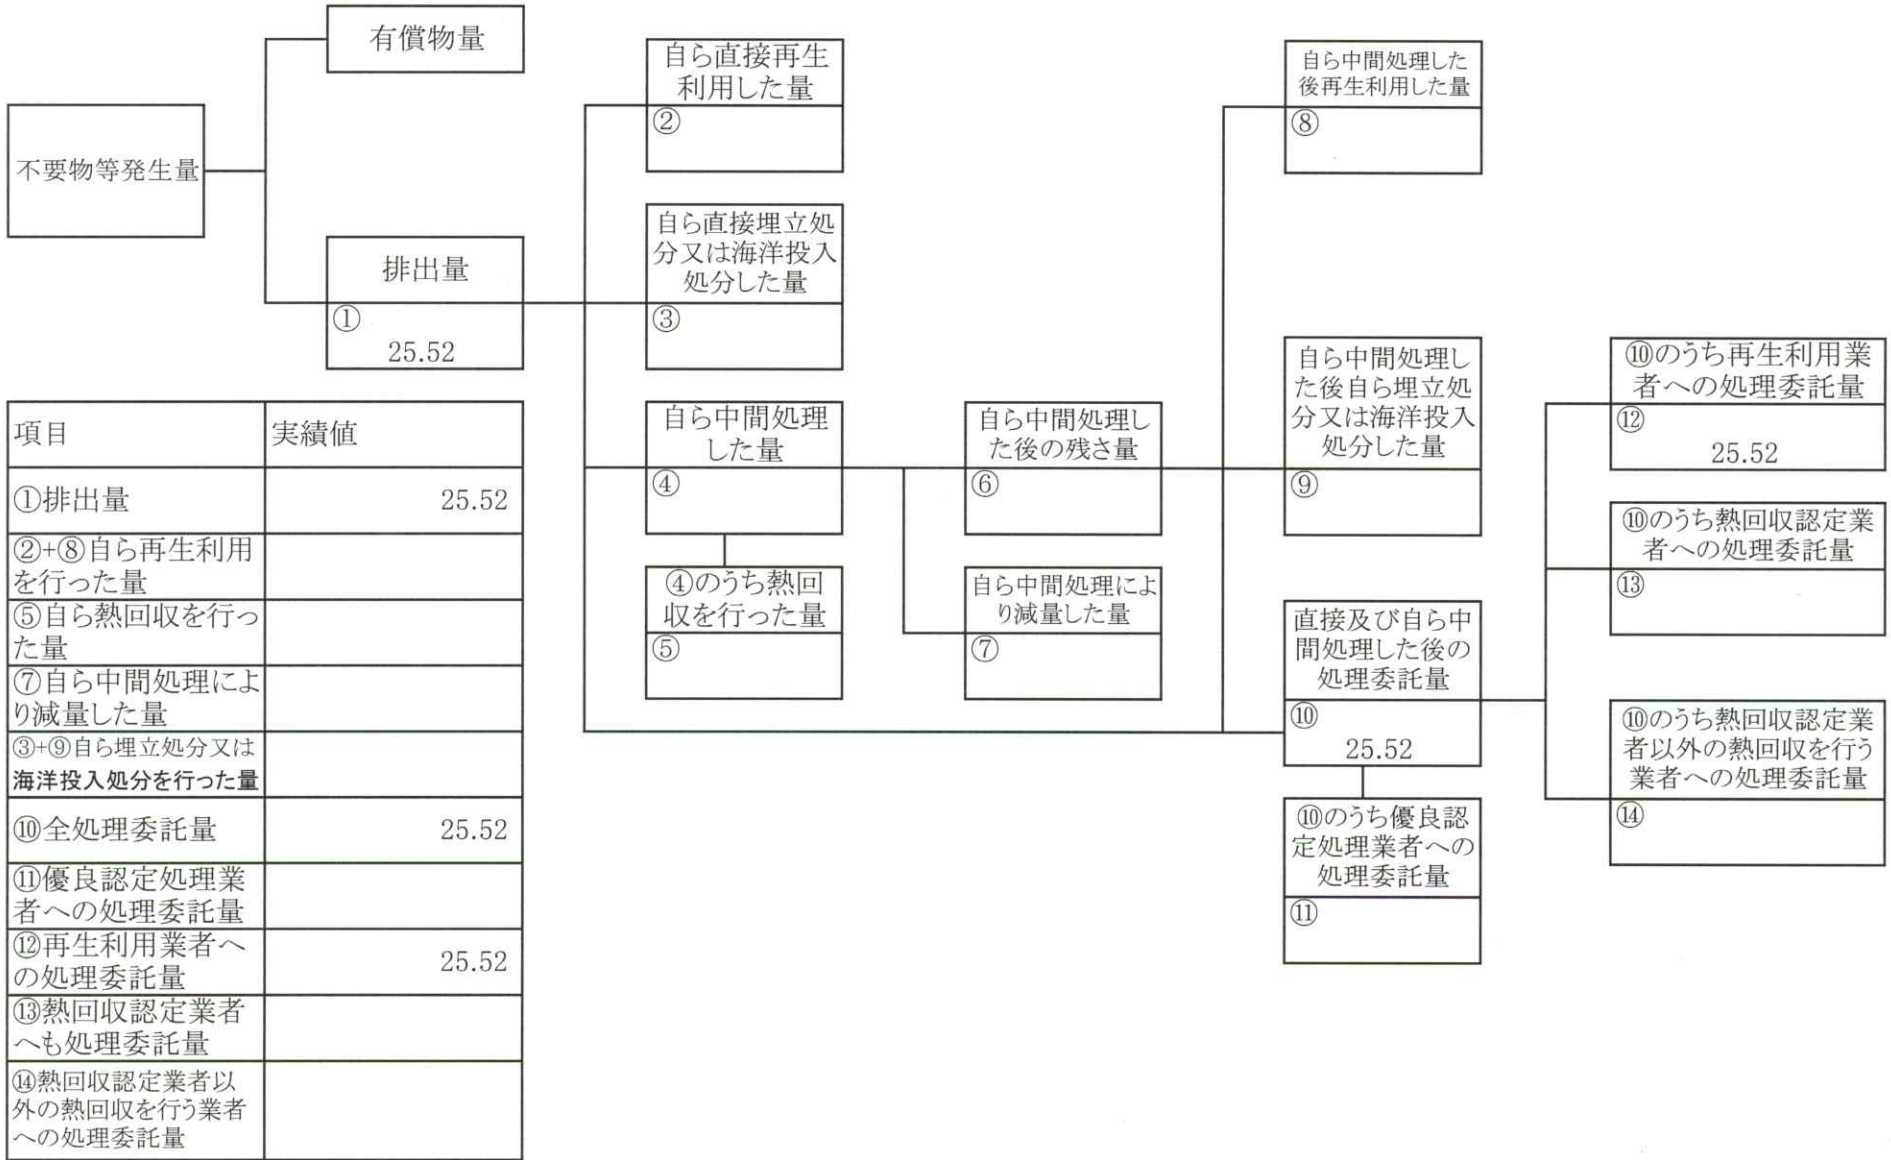 有償物量
不要物等発生量
排出量
①
25.52
自ら直接再生
利用した量
②
自ら直接埋立処
分又は海洋投入
処分した量
③
自ら中間処理
した量
④
④のうち熱回
収を行った量
⑤
自ら中間処理し
た後の残さ量
⑥
自ら中間処理によ
り減量した量
⑦
自ら中間処理した
後再生利用した量
⑧
自ら中間処理し
た後自ら埋立処
分又は海洋投入
処分した量
⑨
直接及び自ら中
間処理した後の
処理委託量
⑩
25.52
⑩のうち優良認
定処理業者への
処理委託量
⑪
⑩のうち再生利用業
者への処理委託量
⑫
25.52
⑩のうち熱回収認定業
者への処理委託量
⑬
⑩のうち熱回収認定業
者以外の熱回収を行う
業者への処理委託量
⑭
項目 実績値
①排出量 25.52
②+⑧自ら再生利用
を行った量
⑤自ら熱回収を行っ
た量
⑦自ら中間処理によ
り減量した量
③+⑨自ら埋立処分又は
海洋投入処分を行った量
⑩全処理委託量 25.52
⑪優良認定処理業
者への処理委託量
⑫再生利用業者へ
の処理委託量 25.52
⑬熱回収認定業者
へも処理委託量
⑭熱回収認定業者以
外の熱回収を行う業者
への処理委託量